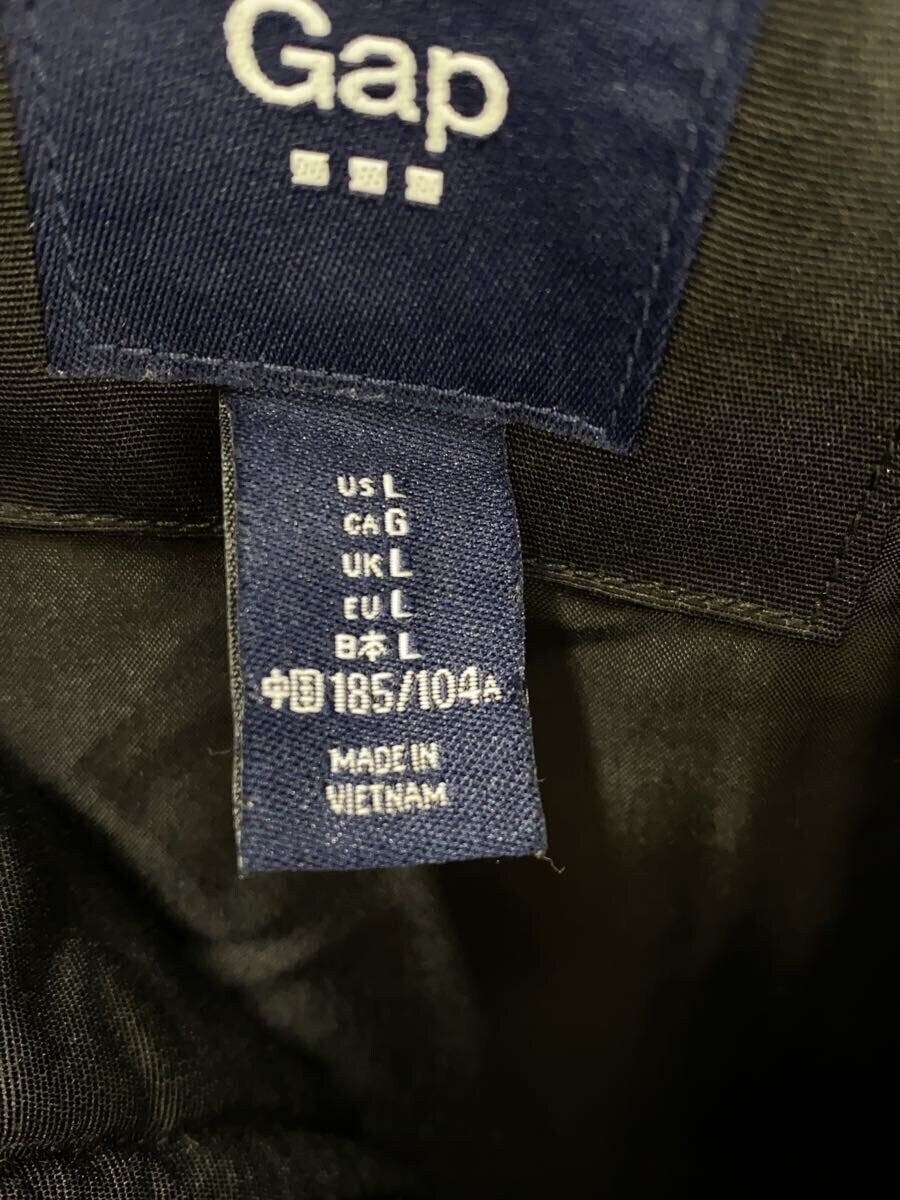 Gap
US L
CA G
UK L
EU L
日本 L
中国 185/104A
MADE IN
VIETNAM